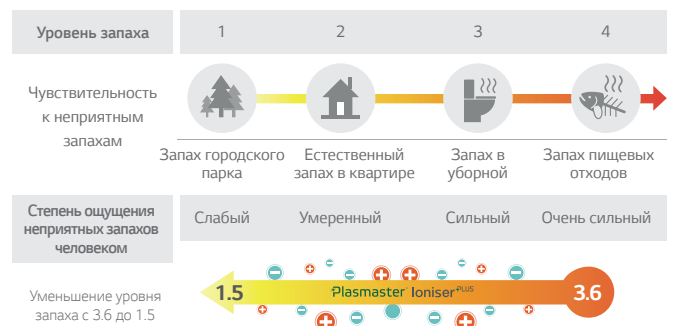 Уровень запаха 1 2 3 4
Чувствительность
к неприятным
запахам
Запах городского
парка
Естественный
запах в квартире
Запах в
уборной
Запах пищевых
отходов
Степень ощущения
неприятных запахов
человеком
Слабый Умеренный Сильный Очень сильный
Уменьшение уровня
запаха с 3.6 до 1.5
1.5 Plasmaster Ioniser PLUS 3.6